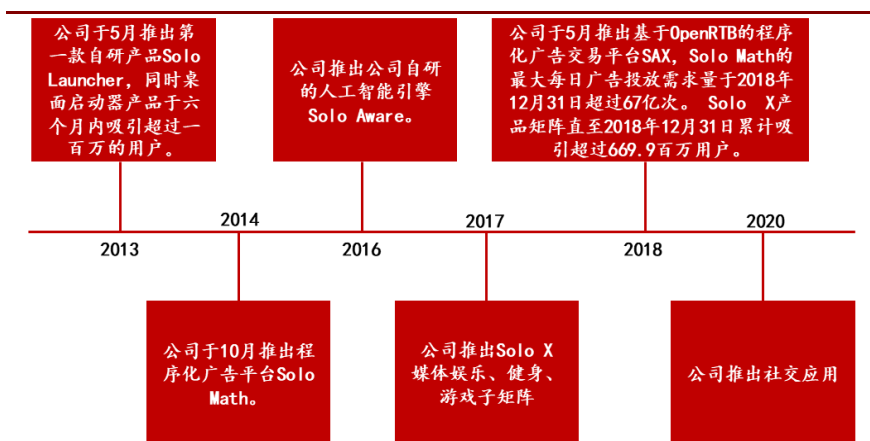 公司于5月推出第
一款自研产品Solo
Launcher，同时桌
面启动器产品于六
个月内吸引超过一
百万的用户。
公司推出公司自研
的人工智能引擎
Solo Aware。
公司于5月推出基于OpenRTB的程序
化广告交易平台SAX，Solo Math的
最大每日广告投放需求量于2018年
12月31日超过67亿次。 Solo X产
品矩阵直至2018年12月31日累计吸
引超过669.9百万用户。
2014
2017
2020
2013
2016
2018
公司于10月推出程
序化广告平台Solo
Math。
公司推出Solo X
媒体娱乐、健身、
游戏子矩阵
公司推出社交应用